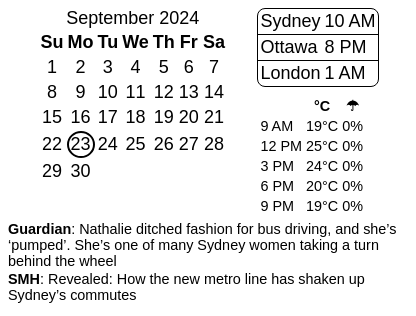 September 2024
Su Mo Tu We Th Fr Sa
1 2 3 4 5 6 7
8 9 10 11 12 13 14
15 16 17 18 19 20 21
22 23 24 25 26 27 28
29 30
Sydney 10 AM
Ottawa 8 PM
London 1 AM
°C ☂
9 AM 19°C 0%
12 PM 25°C 0%
3 PM 24°C 0%
6 PM 20°C 0%
9 PM 19°C 0%
Guardian: Nathalie ditched fashion for bus driving, and she’s
‘pumped’. She’s one of many Sydney women taking a turn
behind the wheel
SMH: Revealed: How the new metro line has shaken up
Sydney’s commutes